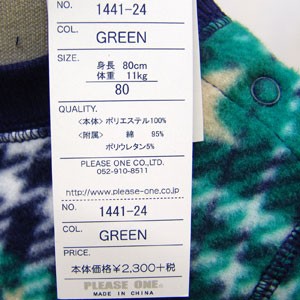 NO. 1441-24
COL. GREEN
SIZE. 身長 80cm
体重 11kg
80
QUALITY.
<本体> ポリエステル100%
<附属> 綿 95%
ポリウレタン5%
PLEASE ONE CO.,LTD.
052-910-8511
http://www.please-one.co.jp/
NO. 1441-24
COL. GREEN
PRICE.
本体価格¥2,300+税
PLEASE ONE®
MADE IN CHINA